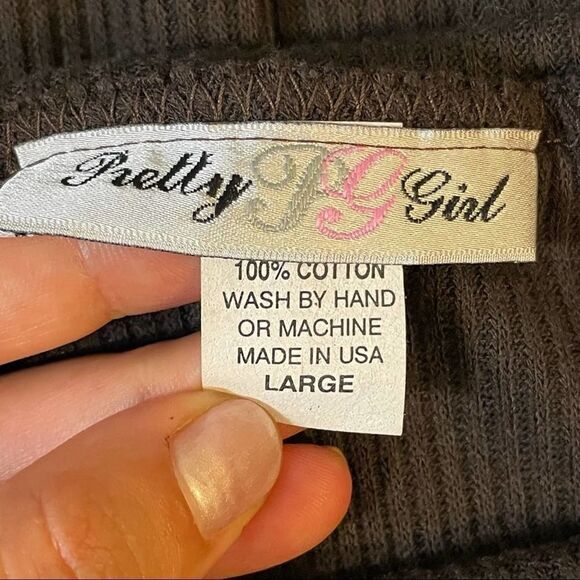 Pretty PG Girl
100% COTTON
WASH BY HAND
OR MACHINE
MADE IN USA
LARGE